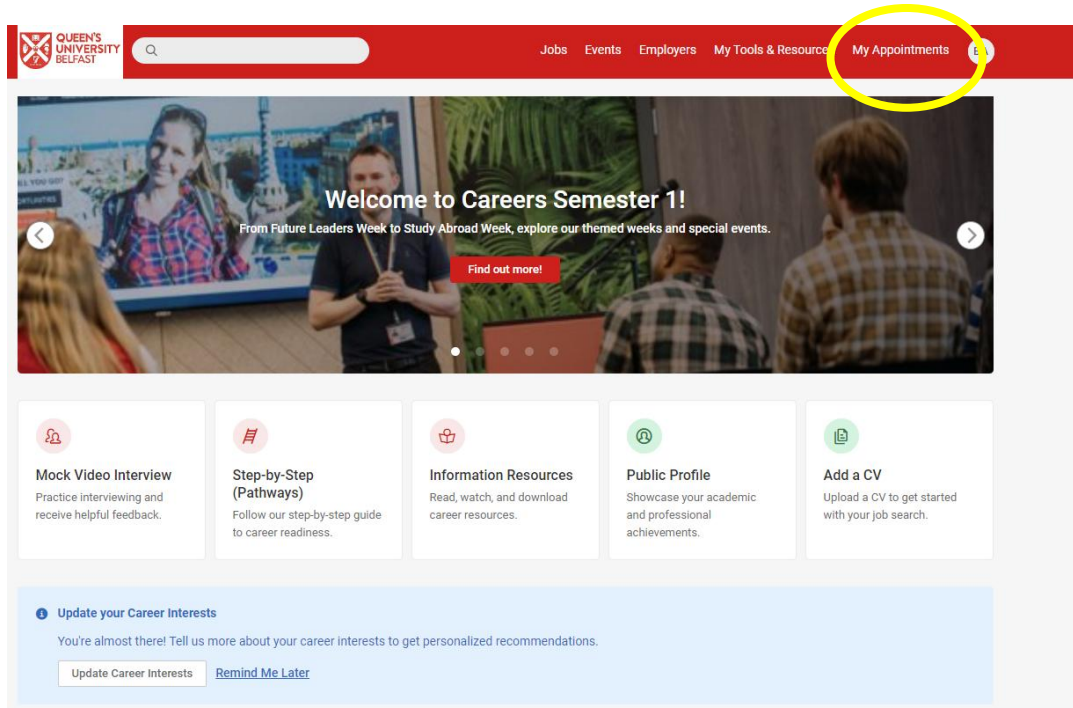 QUEEN'S
UNIVERSITY
BELFAST
Jobs Events Employers My Tools & Resource My Appointments
Welcome to Careers Semester 1!
From Future Leaders Week to Study Abroad Week, explore our themed weeks and special events.
Find out more!
Mock Video Interview
Practice interviewing and
receive helpful feedback.
Step-by-Step
(Pathways)
Follow our step-by-step guide
to career readiness.
Information Resources
Read, watch, and download
career resources.
Public Profile
Showcase your academic
and professional
achievements.
Add a CV
Upload a CV to get started
with your job search.
Update your Career Interests
You're almost there! Tell us more about your career interests to get personalized recommendations.
Update Career Interests Remind Me Later